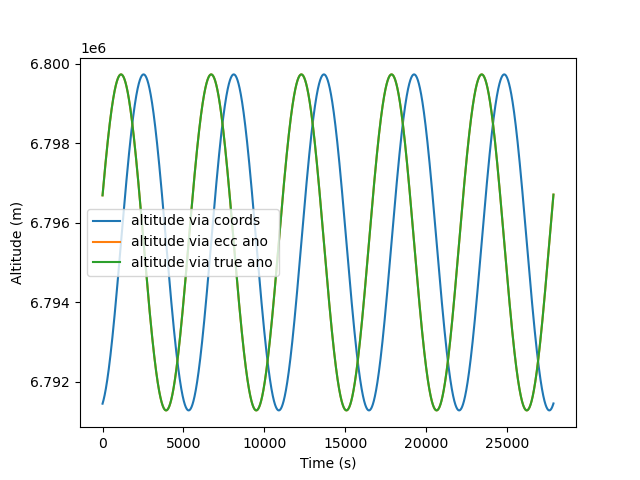 1e6
6.800
6.798
6.796
6.794
6.792
Altitude (m)
altitude via coords
altitude via ecc ano
altitude via true ano
0
5000
10000
15000
20000
25000
Time (s)